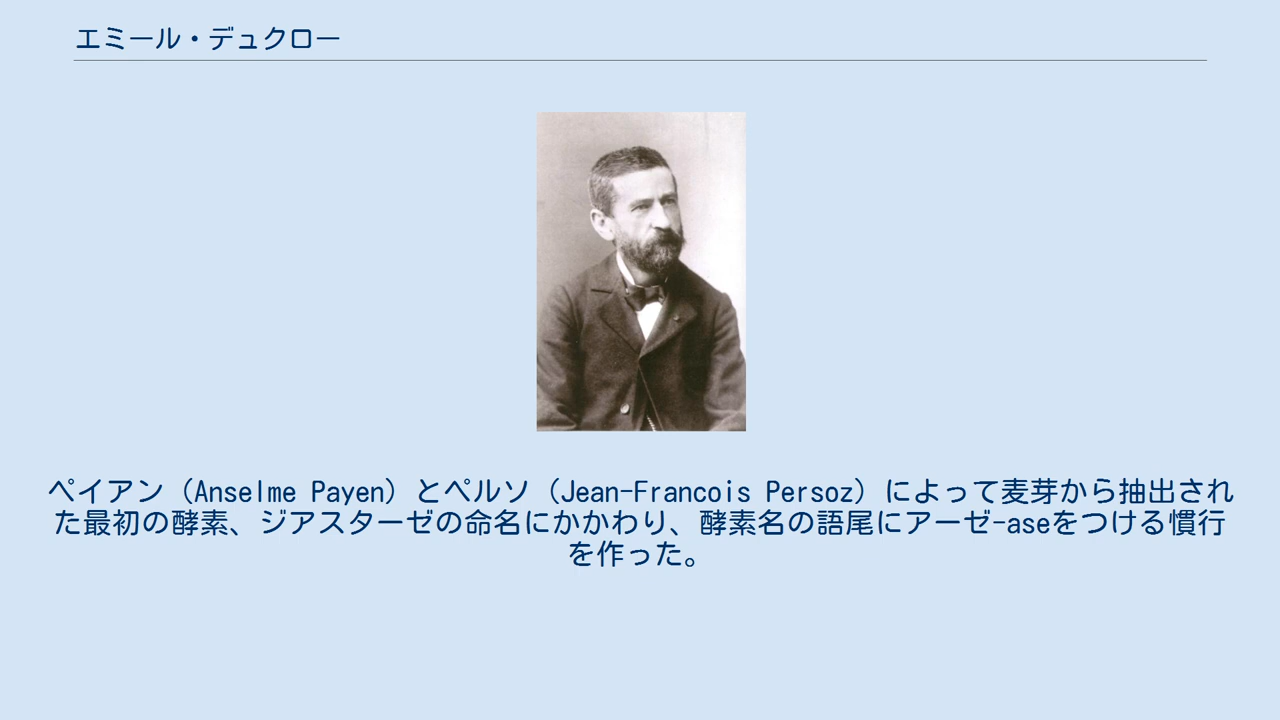 エミール・デュクロー
ペイアン（Anselme Payen）とペルソ（Jean-Francois Persoz）によって麦芽から抽出され
た最初の酵素、ジアスターゼの命名にかかわり、酵素名の語尾にアーゼ-aseをつける慣行
を作った。